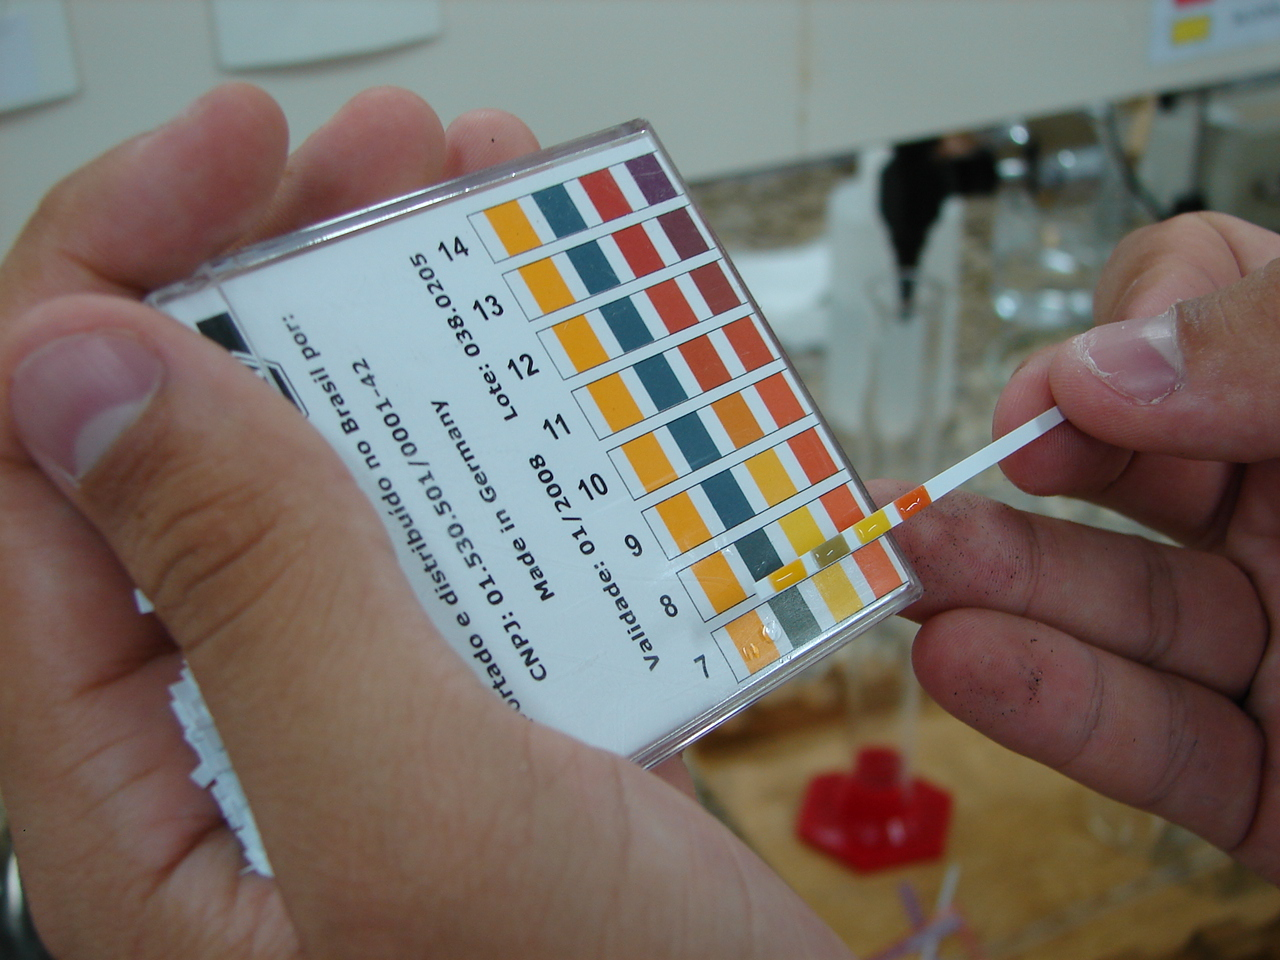 14
13
12
11
10
9
8
7
Lote: 038.0205
Validade: 01/2008
Made in Germany
CNPJ: 01.530.501/0001-42
e distribuído no Brasil por: